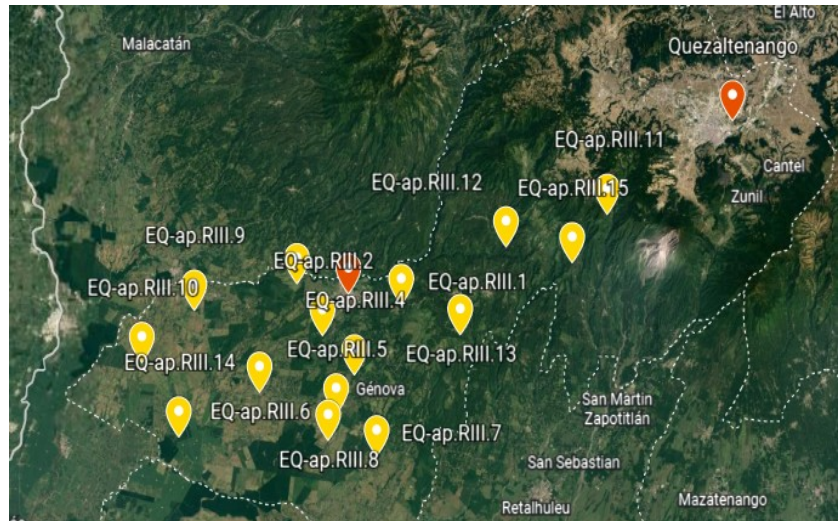 El Alto
Malacatán
Quezaltenango
EQ-ap.RIII.11
Cantel
EQ-ap.RIII.12
EQ-ap.RIII.15
Zunil
EQ-ap.RIII.9
EQ-ap.RIII.2
EQ-ap.RIII.10
EQ-ap.RIII.4
EQ-ap.RIII.1
EQ-ap.RIII.14
EQ-ap.RIII.5
EQ-ap.RIII.13
Génova
EQ-ap.RIII.6
San Martin
Zapotitlán
EQ-ap.RIII.7
EQ-ap.RIII.8
San Sebastian
Retalhuleu
Mazatenango